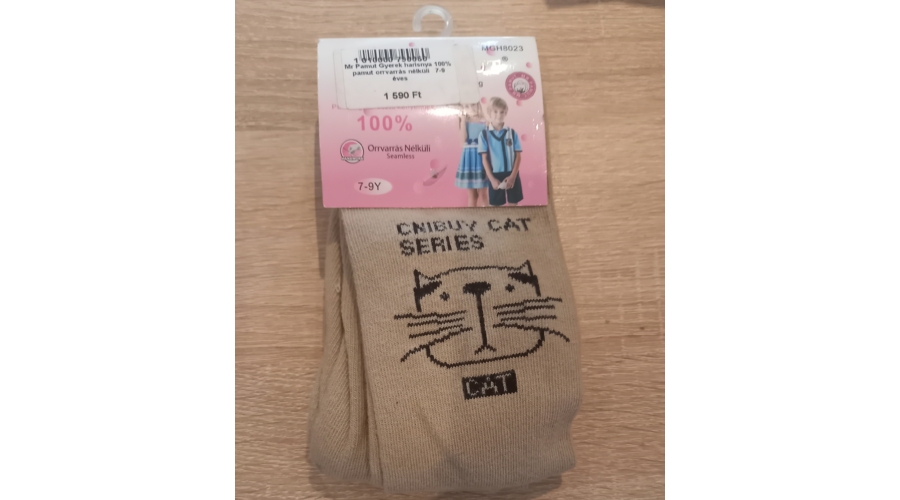 MGH8023
Mr Pamut Gyerek harisnya 100%
pamut orrvarrás nélküli 7-9
éves
1 590 Ft
100%
Orrvarrás Nélküli
Seamless
7-9Y
CNIBUY CAT
SERIES
CAT